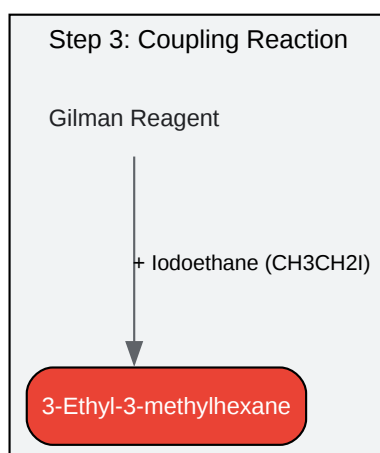 Step 3: Coupling Reaction
Gilman Reagent
+ Iodoethane (CH3CH2I)
3-Ethyl-3-methylhexane